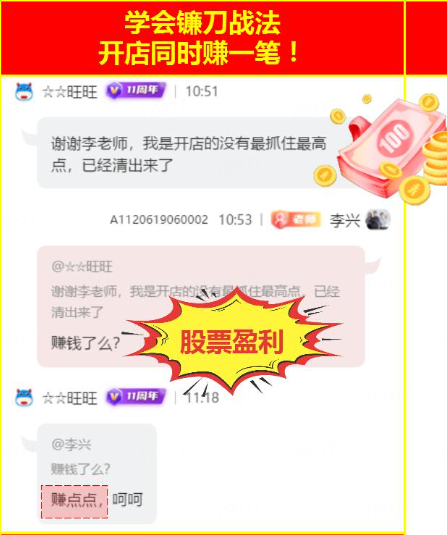 学会镰刀战法
开店同时赚一笔！
☆☆旺旺 V 11周年 | 10:51
谢谢李老师，我是开店的没有最抓住最高
点，已经清出来了
100
A1120619060002 10:53 | 老师 李兴
@☆☆旺旺
谢谢李老师，我是开店的没有最抓住最高点，已经
清出来了
赚钱了么？
股票盈利
☆☆旺旺 V 11周年 | 11:18
@李兴
赚钱了么？
赚点点，呵呵